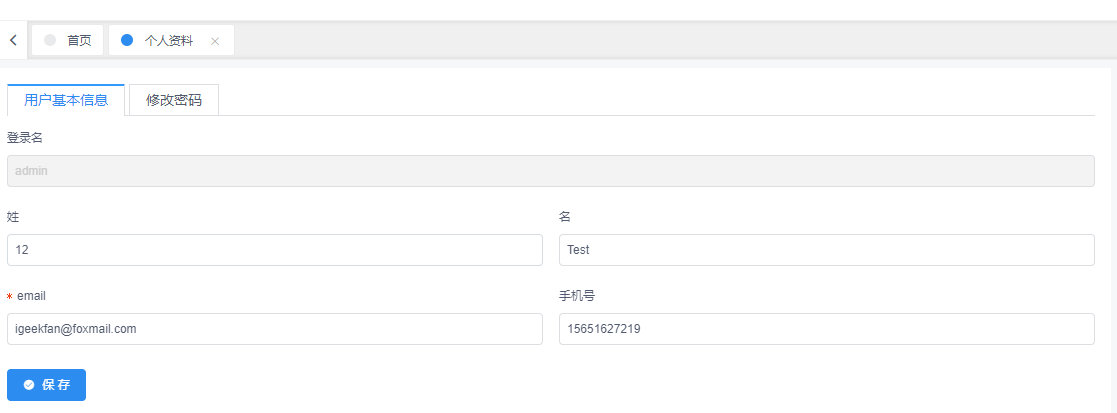 首页 个人资料
用户基本信息 修改密码
登录名
admin
姓 名
12 Test
* email 手机号
igeekfan@foxmail.com 15651627219
保 存